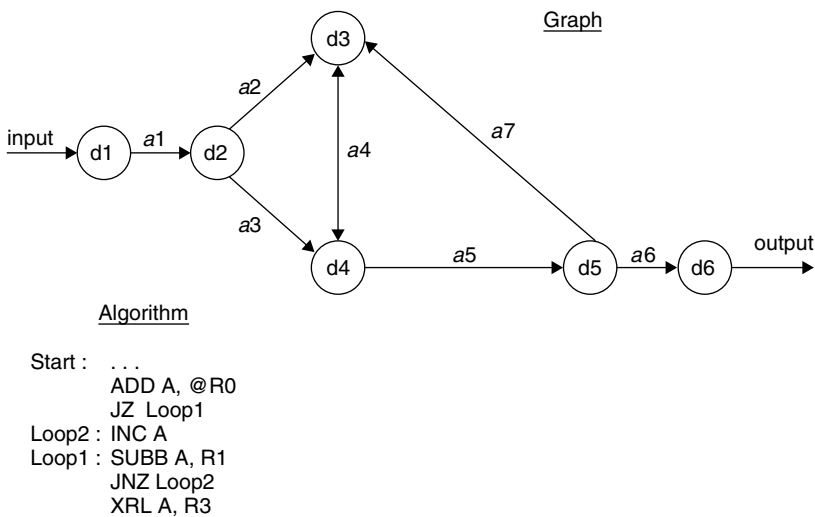 Graph
d3
a2
a7
input
a1
d1
d2
a4
a3
output
a5
a6
d4
d5
d6
Algorithm
Start : . . .
ADD A, @R0
JZ Loop1
Loop2 : INC A
Loop1 : SUBB A, R1
JNZ Loop2
XRL A, R3